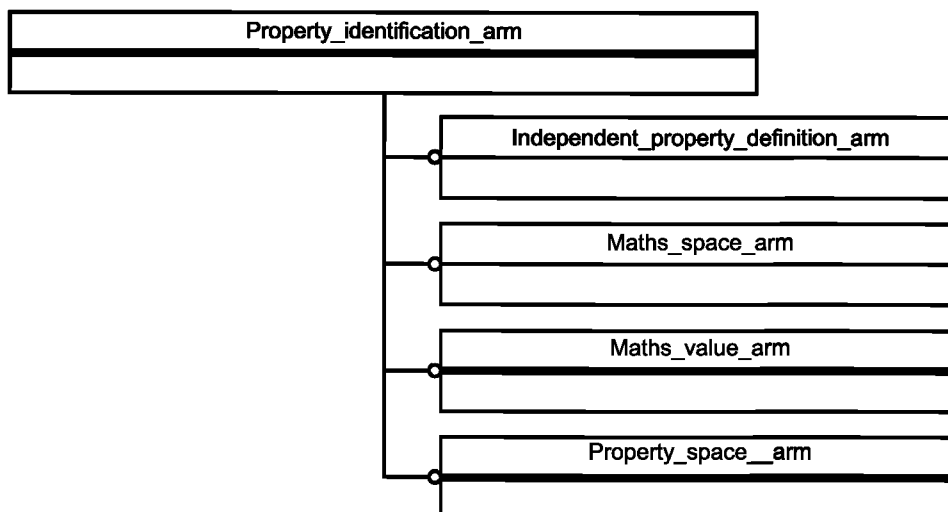 Property_identification_arm
Independent_property_definition_arm
Maths_space_arm
Maths_value_arm
Property_space__arm